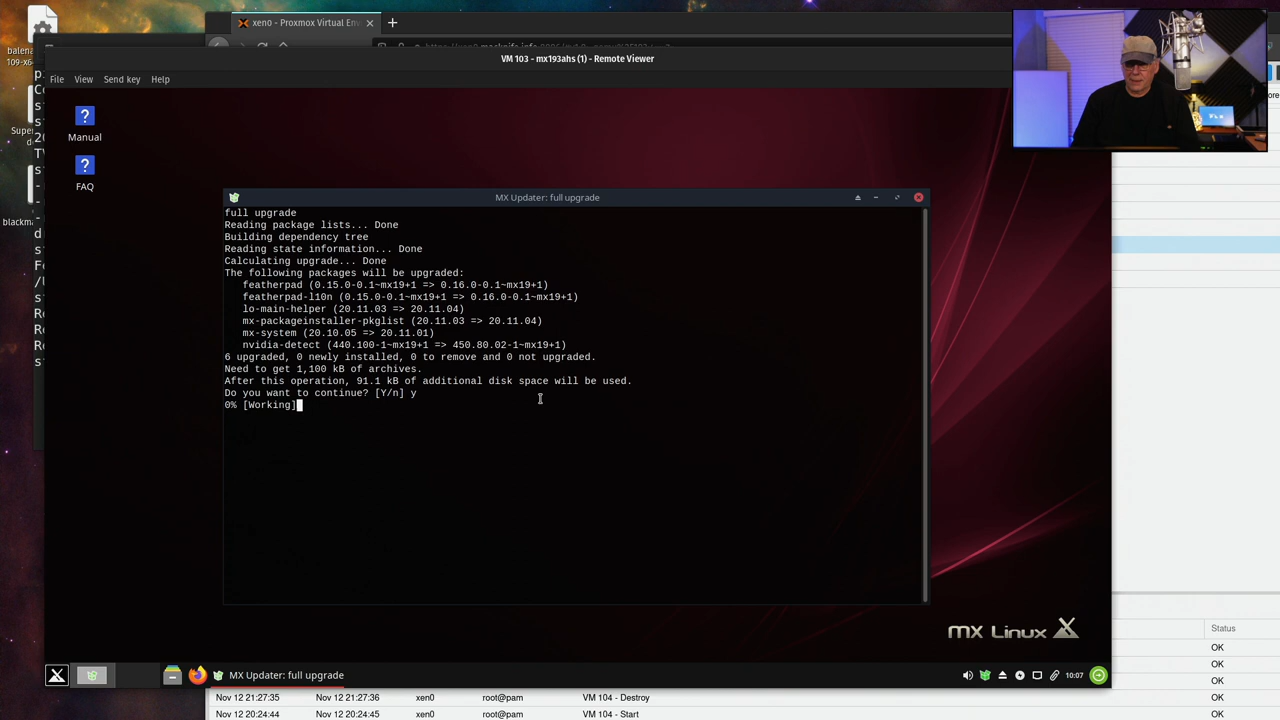 balena
109-x64
xeno - Proxmox Virtual Env
VM 103 - mx193ahs (1) - Remote Viewer
File View Send key Help
Manual
FAQ
MX Updater: full upgrade
full upgrade
Reading package lists... Done
Building dependency tree
Reading state information... Done
Calculating upgrade... Done
The following packages will be upgraded:
featherpad (0.15.0-0.1~mx19+1 => 0.16.0-0.1~mx19+1)
featherpad-l10n (0.15.0-0.1~mx19+1 => 0.16.0-0.1~mx19+1)
lo-main-helper (20.11.03 => 20.11.04)
mx-packageinstaller-pkglist (20.11.03 => 20.11.04)
mx-system (20.10.05 => 20.11.01)
nvidia-detect (440.100-1~mx19+1 => 450.80.02-1~mx19+1)
6 upgraded, 0 newly installed, 0 to remove and 0 not upgraded.
Need to get 1,100 kB of archives.
After this operation, 91.1 kB of additional disk space will be used.
Do you want to continue? [Y/n] y
0% [Working]
Super
blackm
MX Linux
MX Updater: full upgrade
10:07
Status
OK
OK
OK
Nov 12 21:27:35 Nov 12 21:27:36 xen0 root@pam VM 104 - Destroy OK
Nov 12 20:24:44 Nov 12 20:24:45 xen0 root@pam VM 104 - Start OK